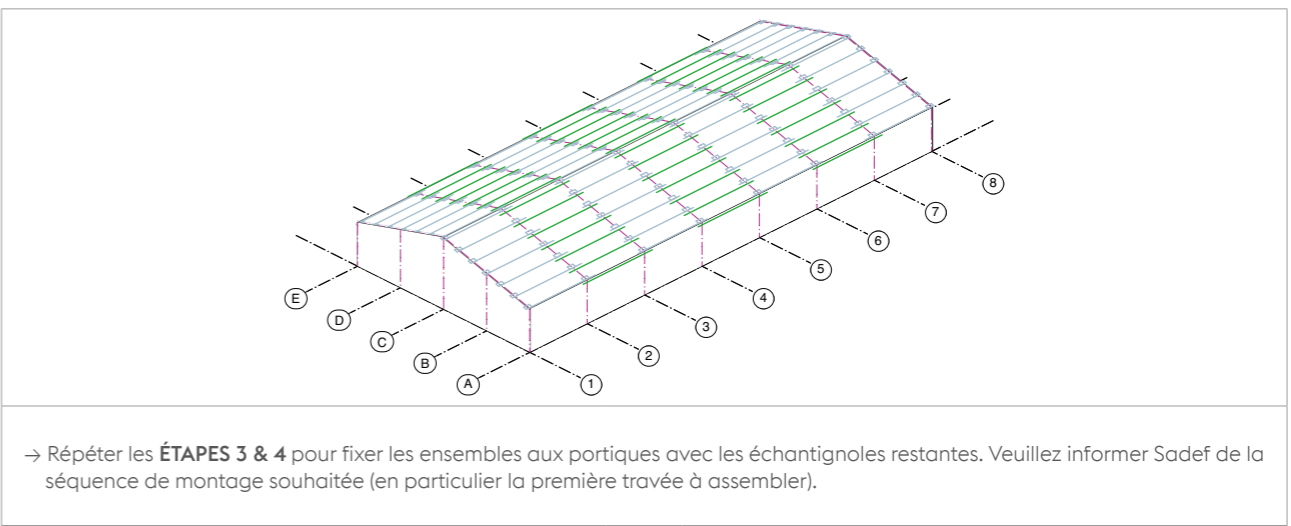 8
7
6
5
4
3
2
1
E
D
C
B
A
→ Répéter les ÉTAPES 3 & 4 pour fixer les ensembles aux portiques avec les échantignoles restantes. Veuillez informer Sadef de la
séquence de montage souhaitée (en particulier la première travée à assembler).